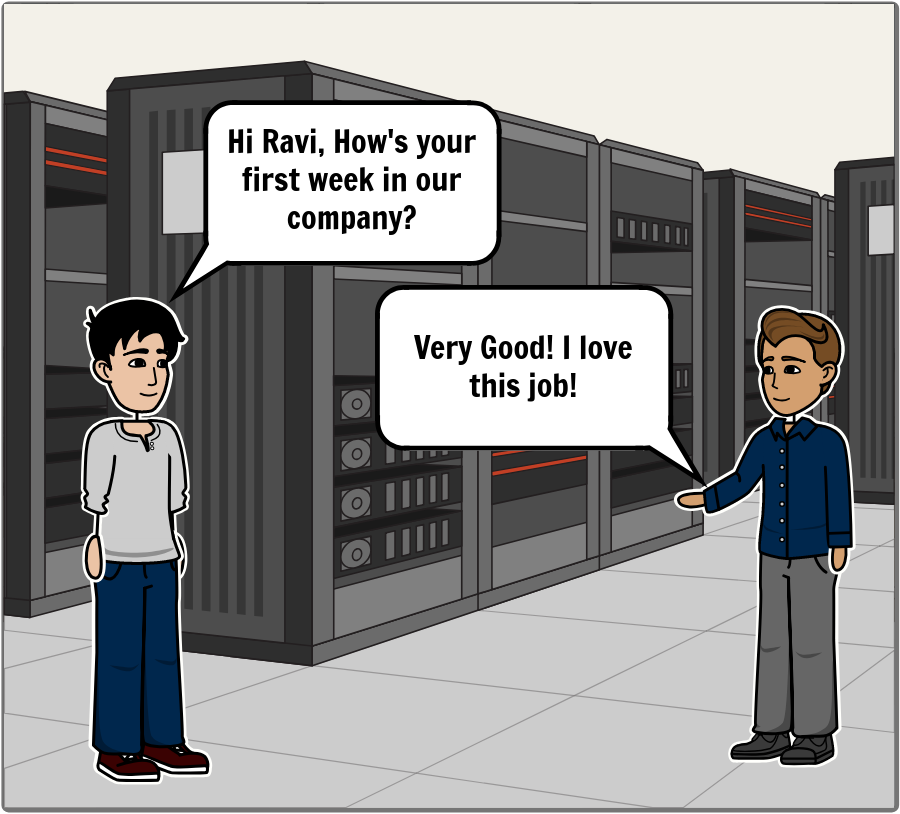 Hi Ravi, How's your
first week in our
company?
Very Good! I love
this job!